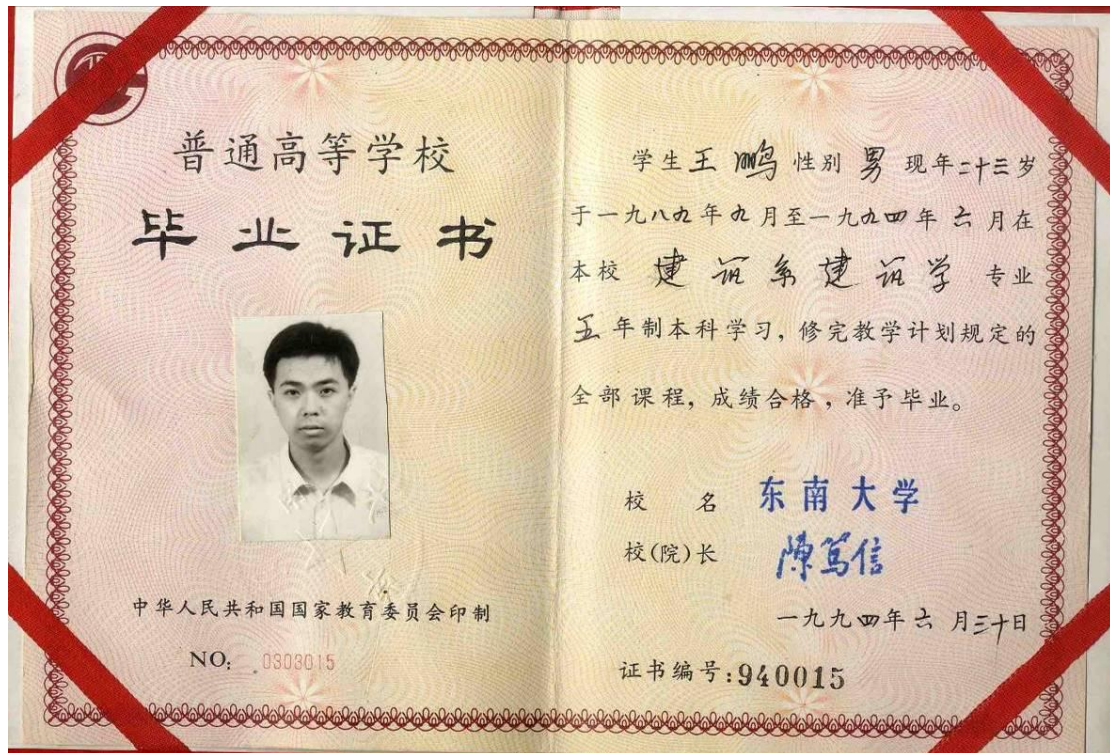 普通高等学校
毕业证书
中华人民共和国国家教育委员会印制
NO: 0303015
学生王鹏性别男现年二十三岁
于一九八九年九月至一九九四年六月在
本校建筑系建筑学专业
五年制本科学习，修完教学计划规定的
全部课程，成绩合格，准予毕业。
校名 东南大学
校(院)长 陳篤信
一九九四年六月三十日
证书编号:940015